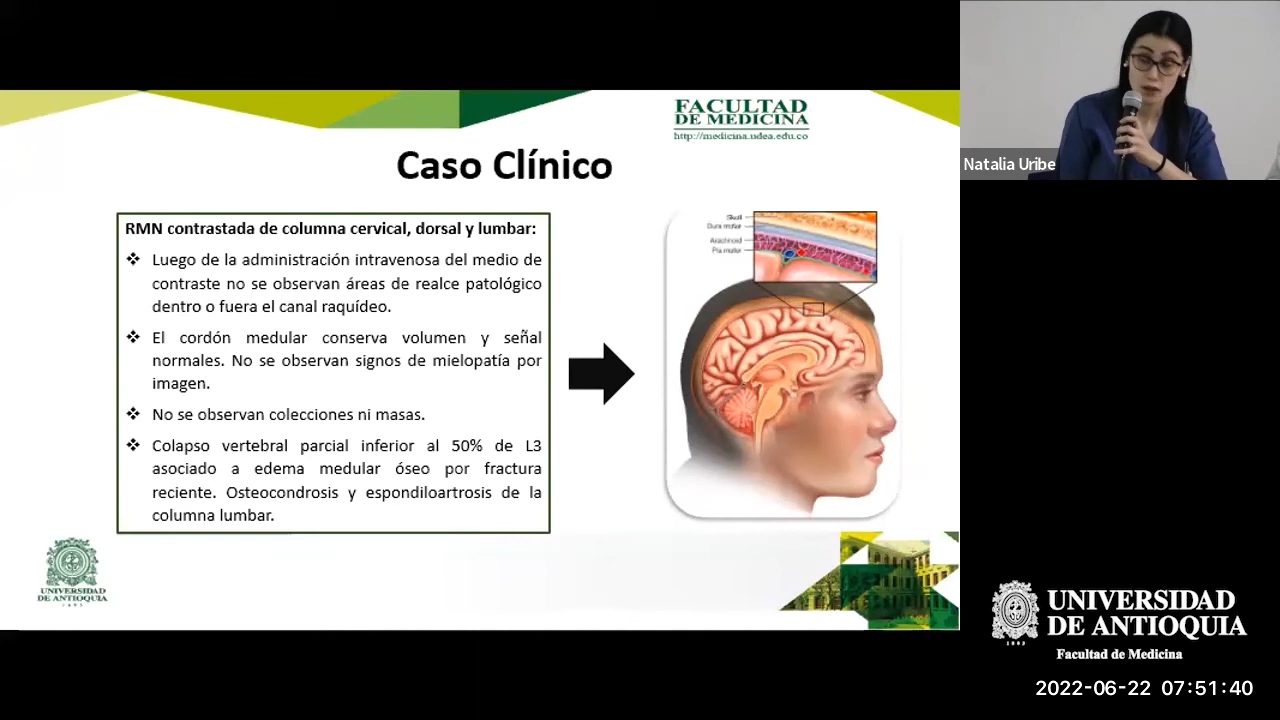 FACULTAD
DE MEDICINA
http://medicina.udea.edu.co
Caso Clínico
Natalia Uribe
RMN contrastada de columna cervical, dorsal y lumbar:
❖ Luego de la administración intravenosa del medio de
contraste no se observan áreas de realce patológico
dentro o fuera el canal raquídeo.
❖ El cordón medular conserva volumen y señal
normales. No se observan signos de mielopatía por
imagen.
❖ No se observan colecciones ni masas.
❖ Colapso vertebral parcial inferior al 50% de L3
asociado a edema medular óseo por fractura
reciente. Osteocondrosis y espondiloartrosis de la
columna lumbar.
Skull
Dura mater
Arachnoid
Pia mater
UNIVERSIDAD
DE ANTIOQUIA
1803
UNIVERSIDAD
DE ANTIOQUIA
1803
Facultad de Medicina
2022-06-22 07:51:40